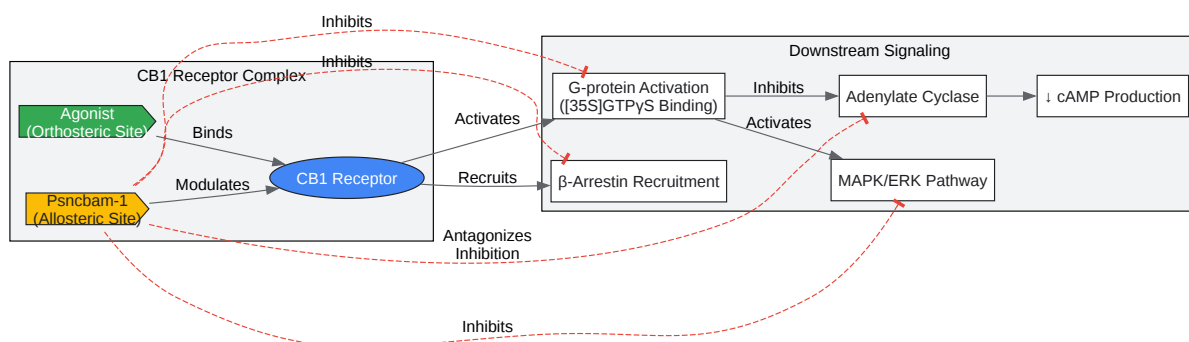 Inhibits
Downstream Signaling
CB1 Receptor Complex
Inhibits
G-protein Activation
([35S]GTPγS Binding)
Inhibits
Adenylate Cyclase
↓ cAMP Production
Agonist
(Orthosteric Site)
Binds
Activates
Activates
Psncbam-1
(Allosteric Site)
Modulates
CB1 Receptor
Recruits
β-Arrestin Recruitment
MAPK/ERK Pathway
Antagonizes
Inhibition
Inhibits